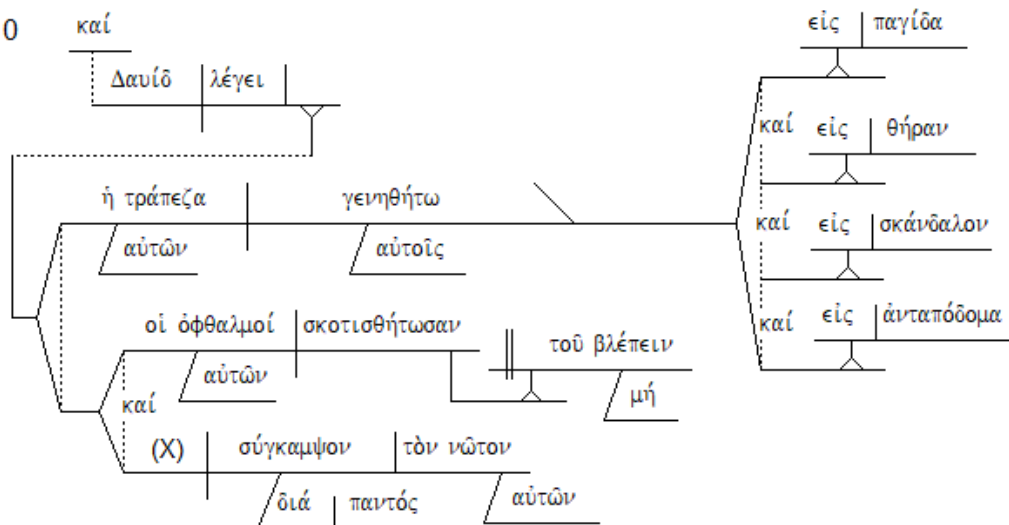 0 καί
εἰς παγίδα
Δαυίδ λέγει
καί εἰς θήραν
ἡ τράπεζα γενηθήτω
καί εἰς σκάνδαλον
αὐτῶν αὐτοῖς
οἱ ὀφθαλμοί σκοτισθήτωσαν
καί εἰς ἀνταπόδομα
τοῦ βλέπειν
αὐτῶν
μή
καί
(X) σύγκαμψον τὸν νῶτον
διά παντός αὐτῶν